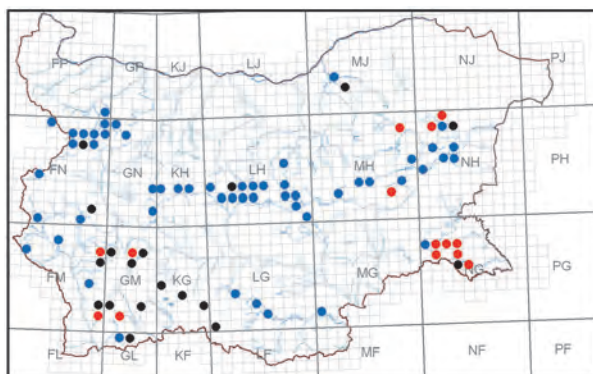 FP GP KJ LJ MJ NJ PJ
FN GN KH LH MH NH PH
FM GM KG LG MG NG PG
FL GL KF LF MF NF PF